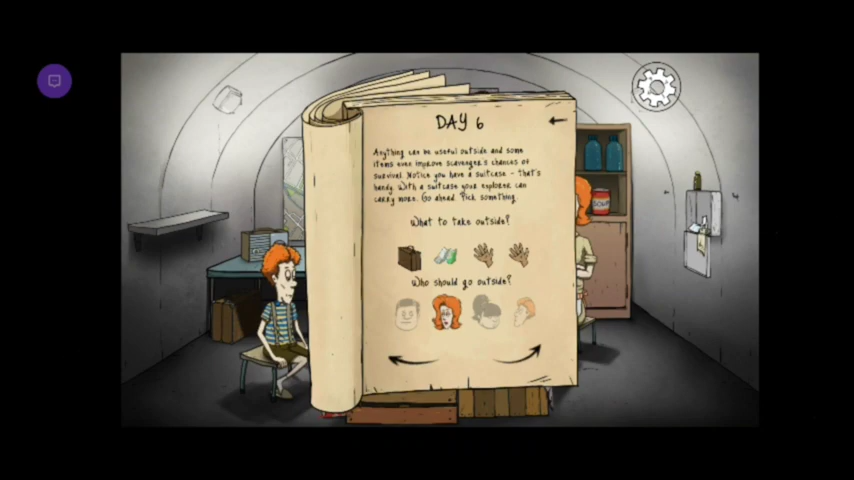 DAY 6
Anything can be useful outside and some
items even improve scavenger's chances of
survival. Notice you have a suitcase - that's
handy. With a suitcase your explorer can
carry more. Go ahead. Pick something.
What to take outside?
Who should go outside?
SOUP